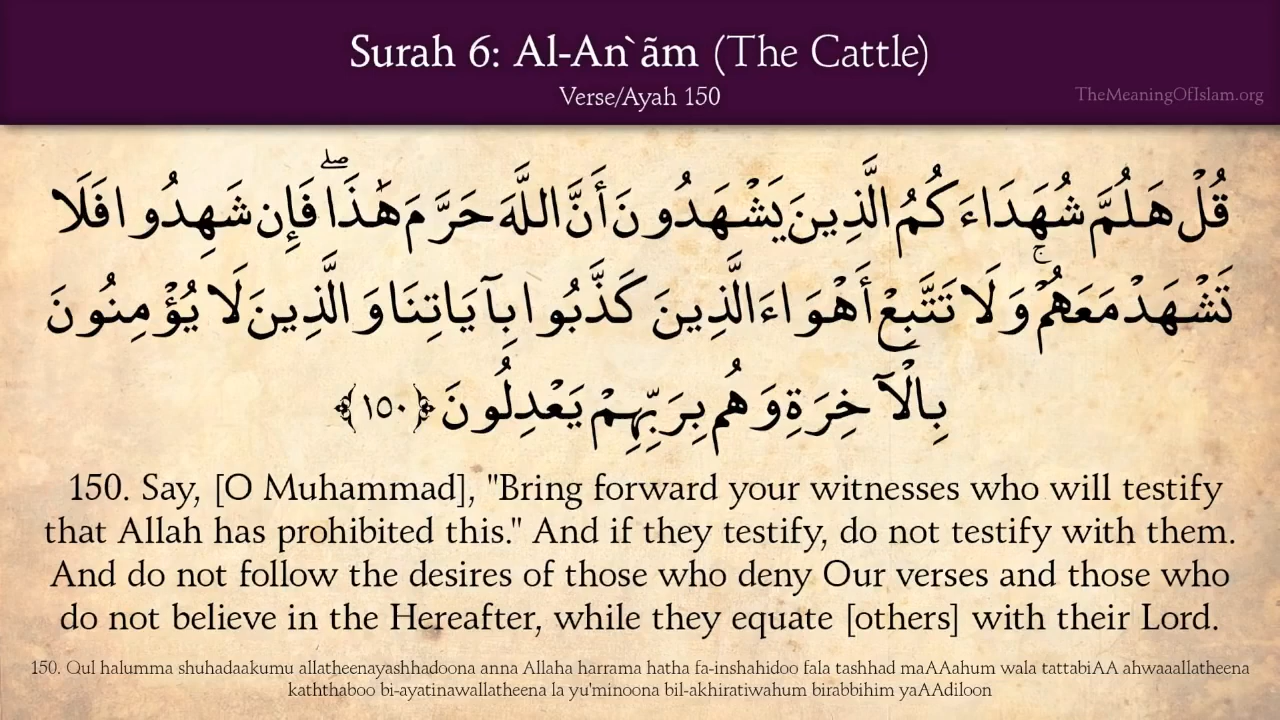 Surah 6: Al-An`ãm (The Cattle)
Verse/Ayah 150
TheMeaningOfIslam.org
قُلْ هَلُمَّ شُهَدَاءَكُمُ الَّذِينَ يَشْهَدُونَ أَنَّ اللَّهَ حَرَّمَ هَٰذَا ۖ فَإِن شَهِدُوا فَلَا
تَشْهَدْ مَعَهُمْ ۚ وَلَا تَتَّبِعْ أَهْوَاءَ الَّذِينَ كَذَّبُوا بِآيَاتِنَا وَالَّذِينَ لَا يُؤْمِنُونَ
بِالْآخِرَةِ وَهُم بِرَبِّهِمْ يَعْدِلُونَ ﴿١٥٠﴾
150. Say, [O Muhammad], "Bring forward your witnesses who will testify
that Allah has prohibited this." And if they testify, do not testify with them.
And do not follow the desires of those who deny Our verses and those who
do not believe in the Hereafter, while they equate [others] with their Lord.
150. Qul halumma shuhadaakumu allatheenayashhadoona anna Allaha harrama hatha fa-inshahidoo fala tashhad maAAahum wala tattabiAA ahwaaallatheena
kaththaboo bi-ayatinawallatheena la yu'minoona bil-akhiratiwahum birabbihim yaAAdiloon